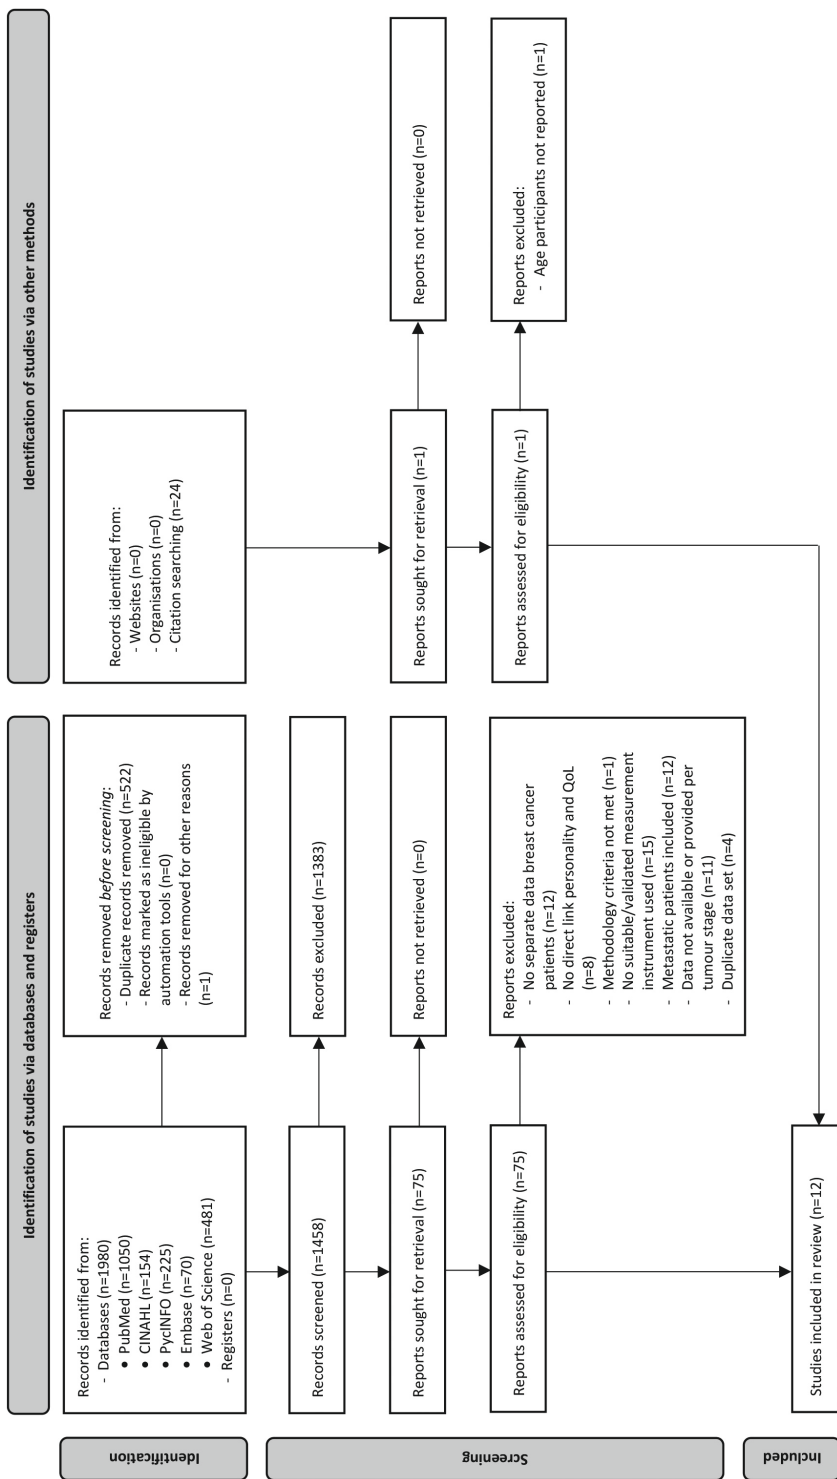 Identification of studies via databases and registers
Identification of studies via other methods
Identification
Records identified from:
- Databases (n=1980)
• PubMed (n=1050)
• CINAHL (n=154)
• PycINFO (n=225)
• Embase (n=70)
• Web of Science (n=481)
- Registers (n=0)
Records removed before screening:
- Duplicate records removed (n=522)
- Records marked as ineligible by
automation tools (n=0)
- Records removed for other reasons
(n=1)
Records identified from:
- Websites (n=0)
- Organisations (n=0)
- Citation searching (n=24)
Screening
Records screened (n=1458)
Records excluded (n=1383)
Reports sought for retrieval (n=75)
Reports not retrieved (n=0)
Reports sought for retrieval (n=1)
Reports not retrieved (n=0)
Reports assessed for eligibility (n=75)
Reports excluded:
- No separate data breast cancer
patients (n=12)
- No direct link personality and QoL
(n=8)
- Methodology criteria not met (n=1)
- No suitable/validated measurement
instrument used (n=15)
- Metastatic patients included (n=12)
- Data not available or provided per
tumour stage (n=11)
- Duplicate data set (n=4)
Reports assessed for eligibility (n=1)
Reports excluded:
- Age participants not reported (n=1)
Included
Studies included in review (n=12)